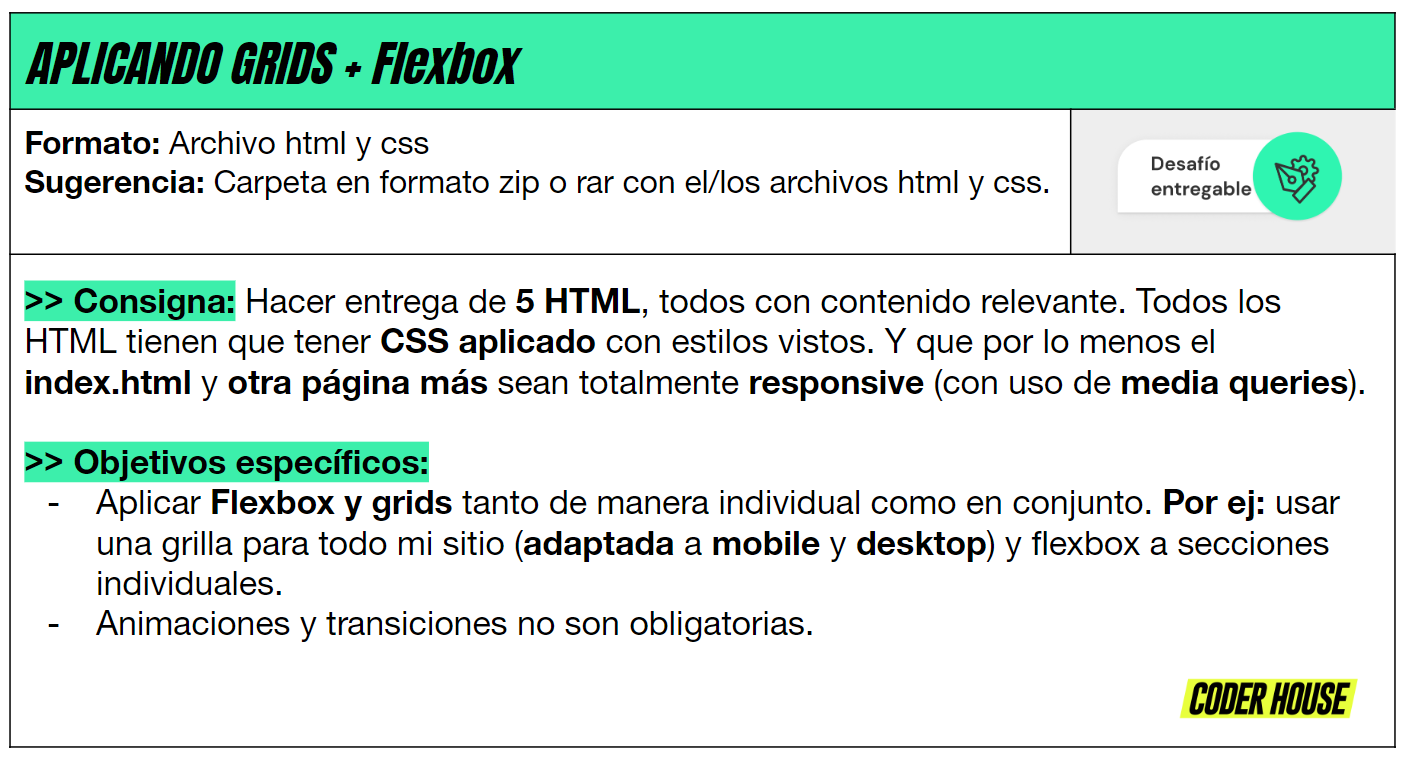 APLICANDO GRIDS + Flexbox
Formato: Archivo html y css
Sugerencia: Carpeta en formato zip o rar con el/los archivos html y css.
Desafío
entregable
>> Consigna: Hacer entrega de 5 HTML, todos con contenido relevante. Todos los
HTML tienen que tener CSS aplicado con estilos vistos. Y que por lo menos el
index.html y otra página más sean totalmente responsive (con uso de media queries).
>> Objetivos específicos:
- Aplicar Flexbox y grids tanto de manera individual como en conjunto. Por ej: usar
una grilla para todo mi sitio (adaptada a mobile y desktop) y flexbox a secciones
individuales.
- Animaciones y transiciones no son obligatorias.
CODER HOUSE